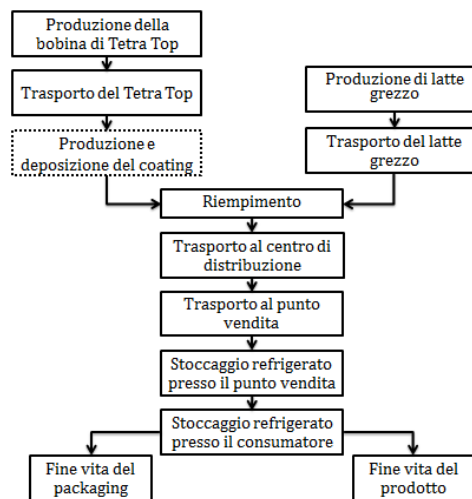 Produzione della
bobina di Tetra Top
Trasporto del Tetra Top
Produzione e
deposizione del coating
Produzione di latte
grezzo
Trasporto del latte
grezzo
Riempimento
Trasporto al centro di
distribuzione
Trasporto al punto
vendita
Stoccaggio refrigerato
presso il punto vendita
Stoccaggio refrigerato
presso il consumatore
Fine vita del
packaging
Fine vita del
prodotto